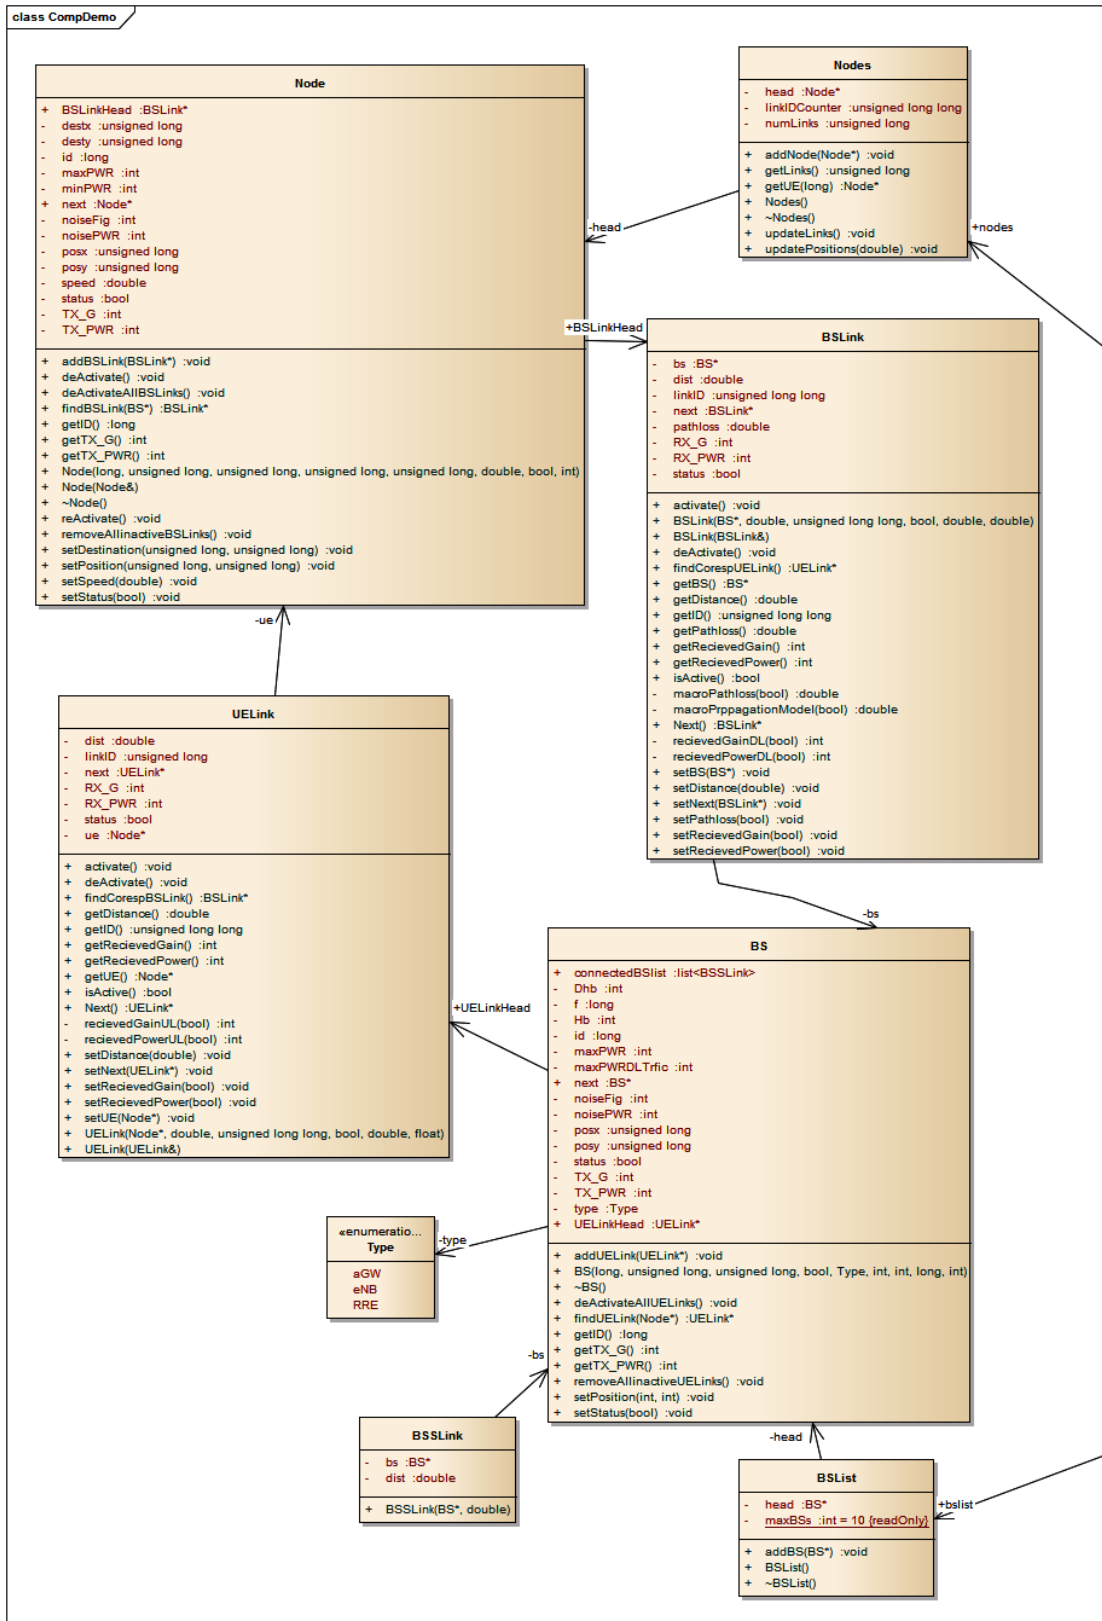 class CompDemo
Node
+ BSLinkHead :BSLink*
- destx :unsigned long
- desty :unsigned long
- id :long
- maxPWR :int
- minPWR :int
+ next :Node*
- noiseFig :int
- noisePWR :int
- posx :unsigned long
- posy :unsigned long
- speed :double
- status :bool
- TX_G :int
- TX_PWR :int
+ addBSLink(BSLink*) :void
+ deActivate() :void
+ deActivateAllBSLinks() :void
+ findBSLink(BS*) :BSLink*
+ getID() :long
+ getTX_G() :int
+ getTX_PWR() :int
+ Node(long, unsigned long, unsigned long, unsigned long, unsigned long, double, bool, int)
+ Node(Node&)
+ ~Node()
+ reActivate() :void
+ removeAllinactiveBSLinks() :void
+ setDestination(unsigned long, unsigned long) :void
+ setPosition(unsigned long, unsigned long) :void
+ setSpeed(double) :void
+ setStatus(bool) :void
Nodes
- head :Node*
- linkIDCounter :unsigned long long
- numLinks :unsigned long
+ addNode(Node*) :void
+ getLinks() :unsigned long
+ getUE(long) :Node*
+ Nodes()
+ ~Nodes()
+ updateLinks() :void
+ updatePositions(double) :void
-head
+nodes
+BSLinkHead
BSLink
- bs :BS*
- dist :double
- linkID :unsigned long long
- next :BSLink*
- pathloss :double
- RX_G :int
- RX_PWR :int
- status :bool
+ activate() :void
+ BSLink(BS*, double, unsigned long long, bool, double, double)
+ BSLink(BSLink&)
+ deActivate() :void
+ findCorespUELink() :UELink*
+ getBS() :BS*
+ getDistance() :double
+ getID() :unsigned long long
+ getPathloss() :double
+ getRecievedGain() :int
+ getRecievedPower() :int
+ isActive() :bool
- macroPathloss(bool) :double
- macroPrppagationModel(bool) :double
+ Next() :BSLink*
- recievedGainDL(bool) :int
- recievedPowerDL(bool) :int
+ setBS(BS*) :void
+ setDistance(double) :void
+ setNext(BSLink*) :void
+ setPathloss(bool) :void
+ setRecievedGain(bool) :void
+ setRecievedPower(bool) :void
-ue
UELink
- dist :double
- linkID :unsigned long
- next :UELink*
- RX_G :int
- RX_PWR :int
- status :bool
- ue :Node*
+ activate() :void
+ deActivate() :void
+ findCorespBSLink() :BSLink*
+ getDistance() :double
+ getID() :unsigned long long
+ getRecievedGain() :int
+ getRecievedPower() :int
+ getUE() :Node*
+ isActive() :bool
+ Next() :UELink*
- recievedGainUL(bool) :int
- recievedPowerUL(bool) :int
+ setDistance(double) :void
+ setNext(UELink*) :void
+ setRecievedGain(bool) :void
+ setRecievedPower(bool) :void
+ setUE(Node*) :void
+ UELink(Node*, double, unsigned long long, bool, double, float)
+ UELink(UELink&)
-bs
+UELinkHead
BS
+ connectedBSlist :list<BSSLink>
- Dhb :int
- f :long
- Hb :int
- id :long
- maxPWR :int
- maxPWRDLTrfic :int
+ next :BS*
- noiseFig :int
- noisePWR :int
- posx :unsigned long
- posy :unsigned long
- status :bool
- TX_G :int
- TX_PWR :int
- type :Type
+ UELinkHead :UELink*
+ addUELink(UELink*) :void
+ BS(long, unsigned long, unsigned long, bool, Type, int, int, long, int)
+ ~BS()
+ deActivateAllUELinks() :void
+ findUELink(Node*) :UELink*
+ getID() :long
+ getTX_G() :int
+ getTX_PWR() :int
+ removeAllinactiveUELinks() :void
+ setPosition(int, int) :void
+ setStatus(bool) :void
-type
«enumeratio...
Type
aGW
eNB
RRE
-bs
BSSLink
- bs :BS*
- dist :double
+ BSSLink(BS*, double)
-head
+bslist
BSList
- head :BS*
- maxBSs :int = 10 {readOnly}
+ addBS(BS*) :void
+ BSList()
+ ~BSList()